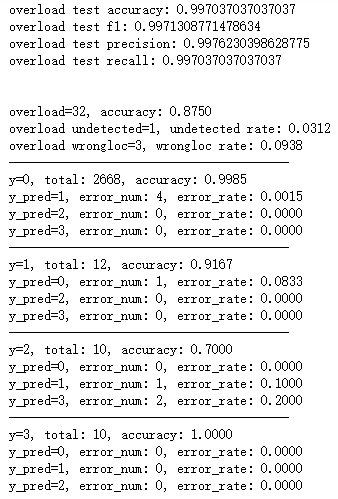 overload test accuracy: 0.997037037037037
overload test f1: 0.9971308771478634
overload test precision: 0.9976230398628775
overload test recall: 0.997037037037037
overload=32, accuracy: 0.8750
overload undetected=1, undetected rate: 0.0312
overload wrongloc=3, wrongloc rate: 0.0938
y=0, total: 2668, accuracy: 0.9985
y_pred=1, error_num: 4, error_rate: 0.0015
y_pred=2, error_num: 0, error_rate: 0.0000
y_pred=3, error_num: 0, error_rate: 0.0000
y=1, total: 12, accuracy: 0.9167
y_pred=0, error_num: 1, error_rate: 0.0833
y_pred=2, error_num: 0, error_rate: 0.0000
y_pred=3, error_num: 0, error_rate: 0.0000
y=2, total: 10, accuracy: 0.7000
y_pred=0, error_num: 0, error_rate: 0.0000
y_pred=1, error_num: 1, error_rate: 0.1000
y_pred=3, error_num: 2, error_rate: 0.2000
y=3, total: 10, accuracy: 1.0000
y_pred=0, error_num: 0, error_rate: 0.0000
y_pred=1, error_num: 0, error_rate: 0.0000
y_pred=2, error_num: 0, error_rate: 0.0000